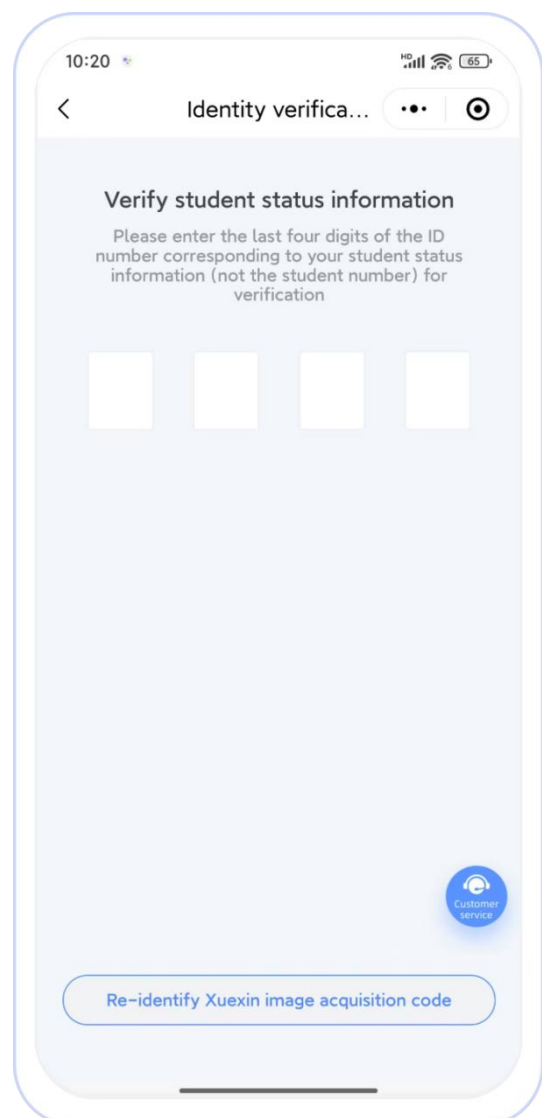 10:20
HD
6
65
Identity verifica...
Verify student status information
Please enter the last four digits of the ID
number corresponding to your student status
information (not the student number) for
verification
Customer
service
Re-identify Xuexin image acquisition code